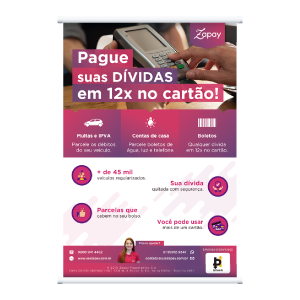 Zapay
Pague
suas DÍVIDAS
em 12x no cartão!
Multas e IPVA
Parcele os débitos
do seu veículo.
Contas de casa
Parcele boletos de
água, luz e telefone.
Boletos
Qualquer dívida
em 12x no cartão.
+ de 45 mil
veículos regularizados.
Sua dívida
quitada com segurança.
Parcelas que
cabem no seu bolso.
Você pode usar
mais de um cartão.